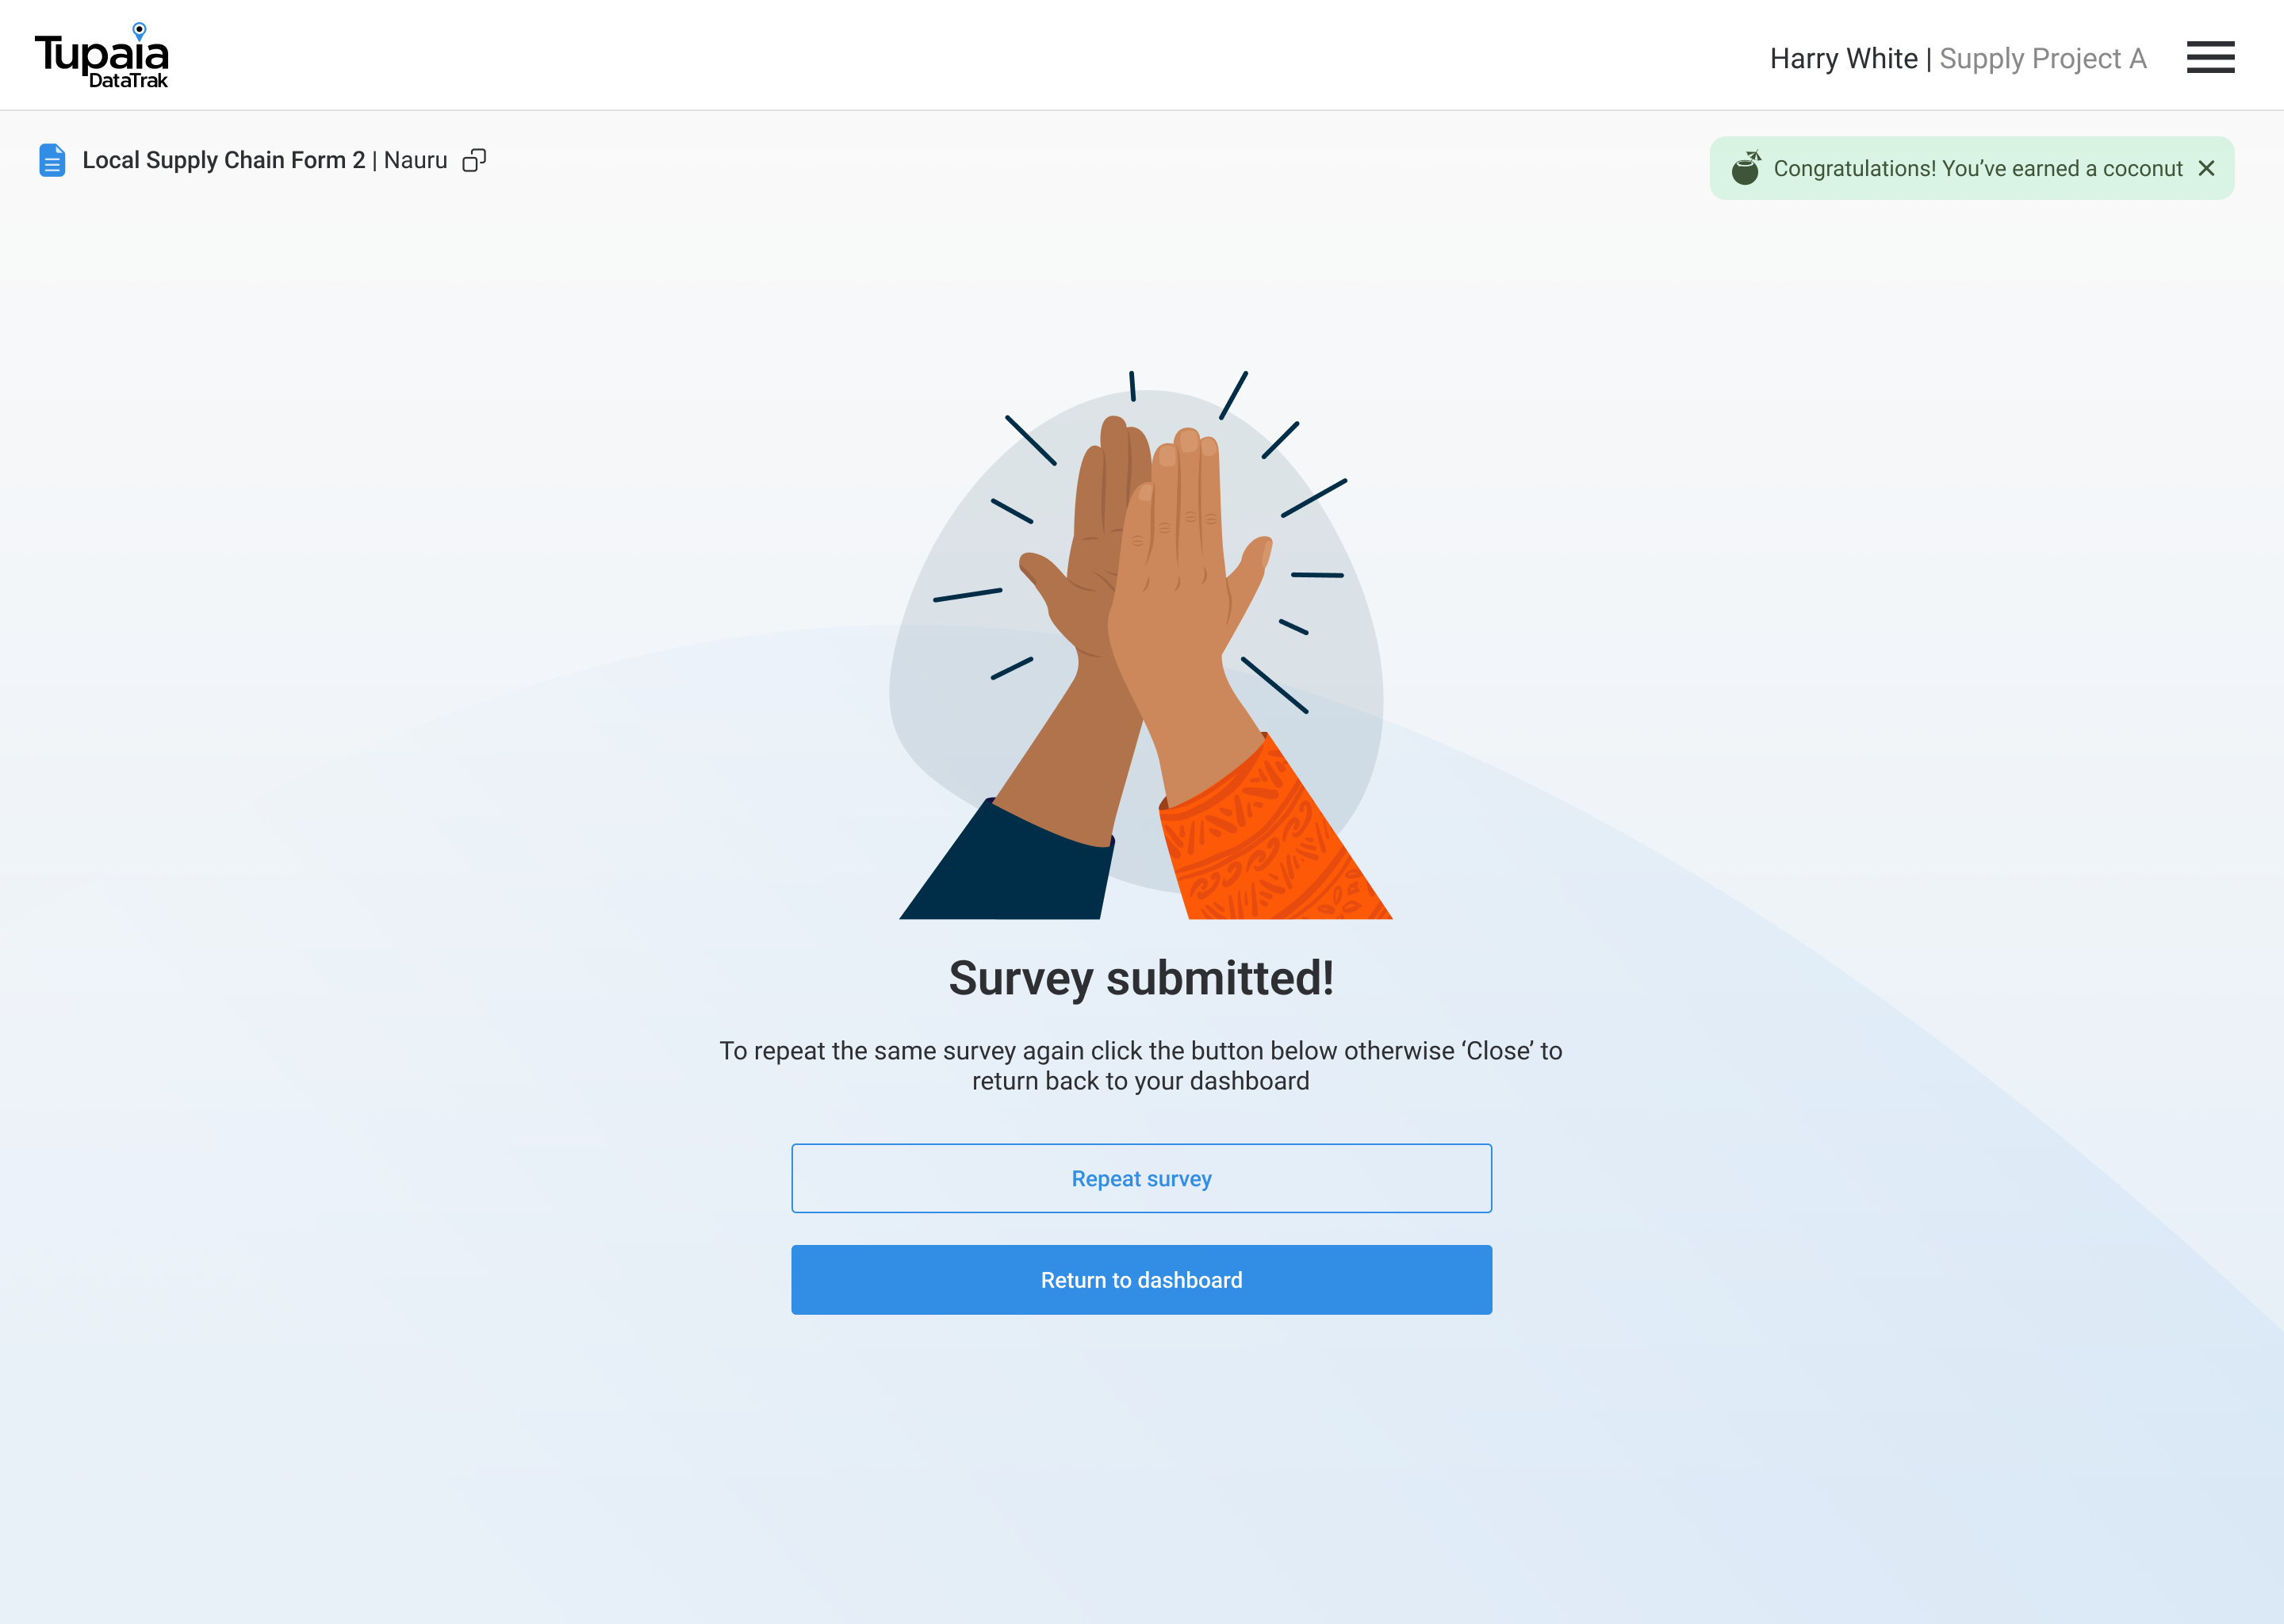 Tupaia
DataTrak
Harry White | Supply Project A
Local Supply Chain Form 2 | Nauru
Congratulations! You’ve earned a coconut
Survey submitted!
To repeat the same survey again click the button below otherwise ‘Close’ to
return back to your dashboard
Repeat survey
Return to dashboard